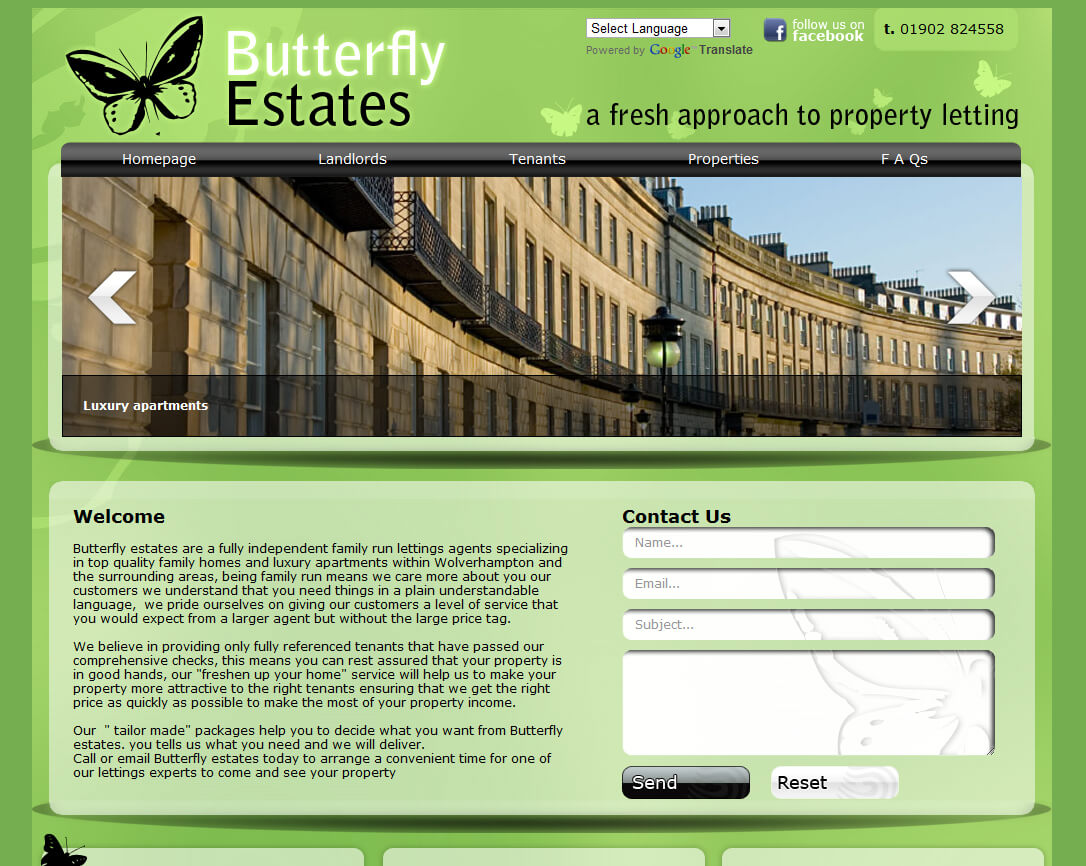 Butterfly
Estates
Select Language
Powered by Google Translate
follow us on
facebook
t. 01902 824558
a fresh approach to property letting
Homepage
Landlords
Tenants
Properties
F A Qs
Luxury apartments
Welcome
Butterfly estates are a fully independent family run lettings agents specializing
in top quality family homes and luxury apartments within Wolverhampton and
the surrounding areas, being family run means we care more about you our
customers we understand that you need things in a plain understandable
language,  we pride ourselves on giving our customers a level of service that
you would expect from a larger agent but without the large price tag.
We believe in providing only fully referenced tenants that have passed our
comprehensive checks, this means you can rest assured that your property is
in good hands, our "freshen up your home" service will help us to make your
property more attractive to the right tenants ensuring that we get the right
price as quickly as possible to make the most of your property income.
Our  " tailor made" packages help you to decide what you want from Butterfly
estates. you tells us what you need and we will deliver.
Call or email Butterfly estates today to arrange a convenient time for one of
our lettings experts to come and see your property
Contact Us
Name...
Email...
Subject...
Send
Reset